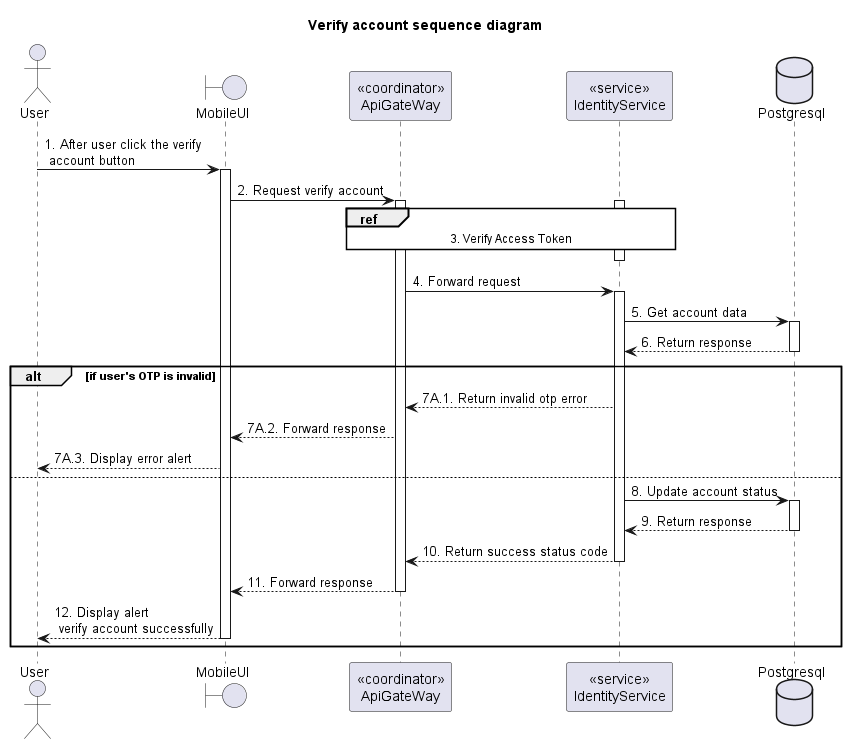 Verify account sequence diagram
User
MobileUI
«coordinator»
ApiGateWay
«service»
IdentityService
Postgresql
1. After user click the verify
account button
2. Request verify account
ref
3. Verify Access Token
4. Forward request
5. Get account data
6. Return response
alt
[if user's OTP is invalid]
7A.1. Return invalid otp error
7A.2. Forward response
7A.3. Display error alert
8. Update account status
9. Return response
10. Return success status code
11. Forward response
12. Display alert
verify account successfully
User
MobileUI
«coordinator»
ApiGateWay
«service»
IdentityService
Postgresql